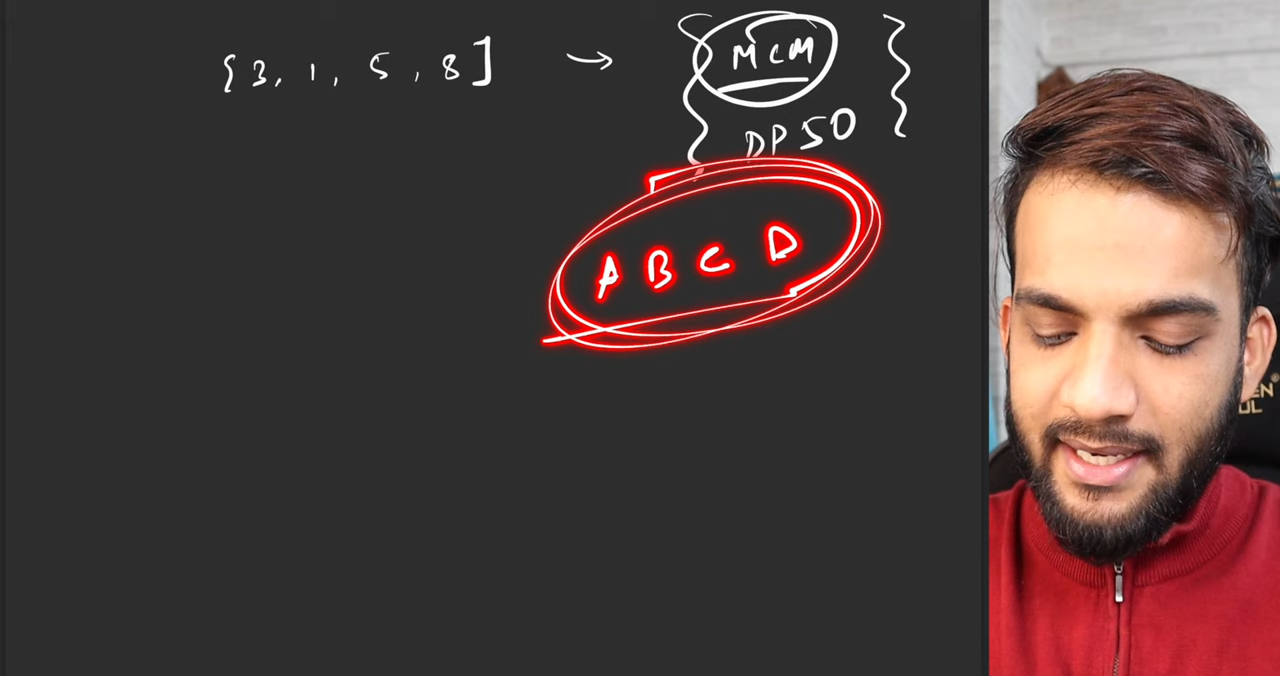 {3, 1, 5, 8] → {MCM}
DP 50
A B C D